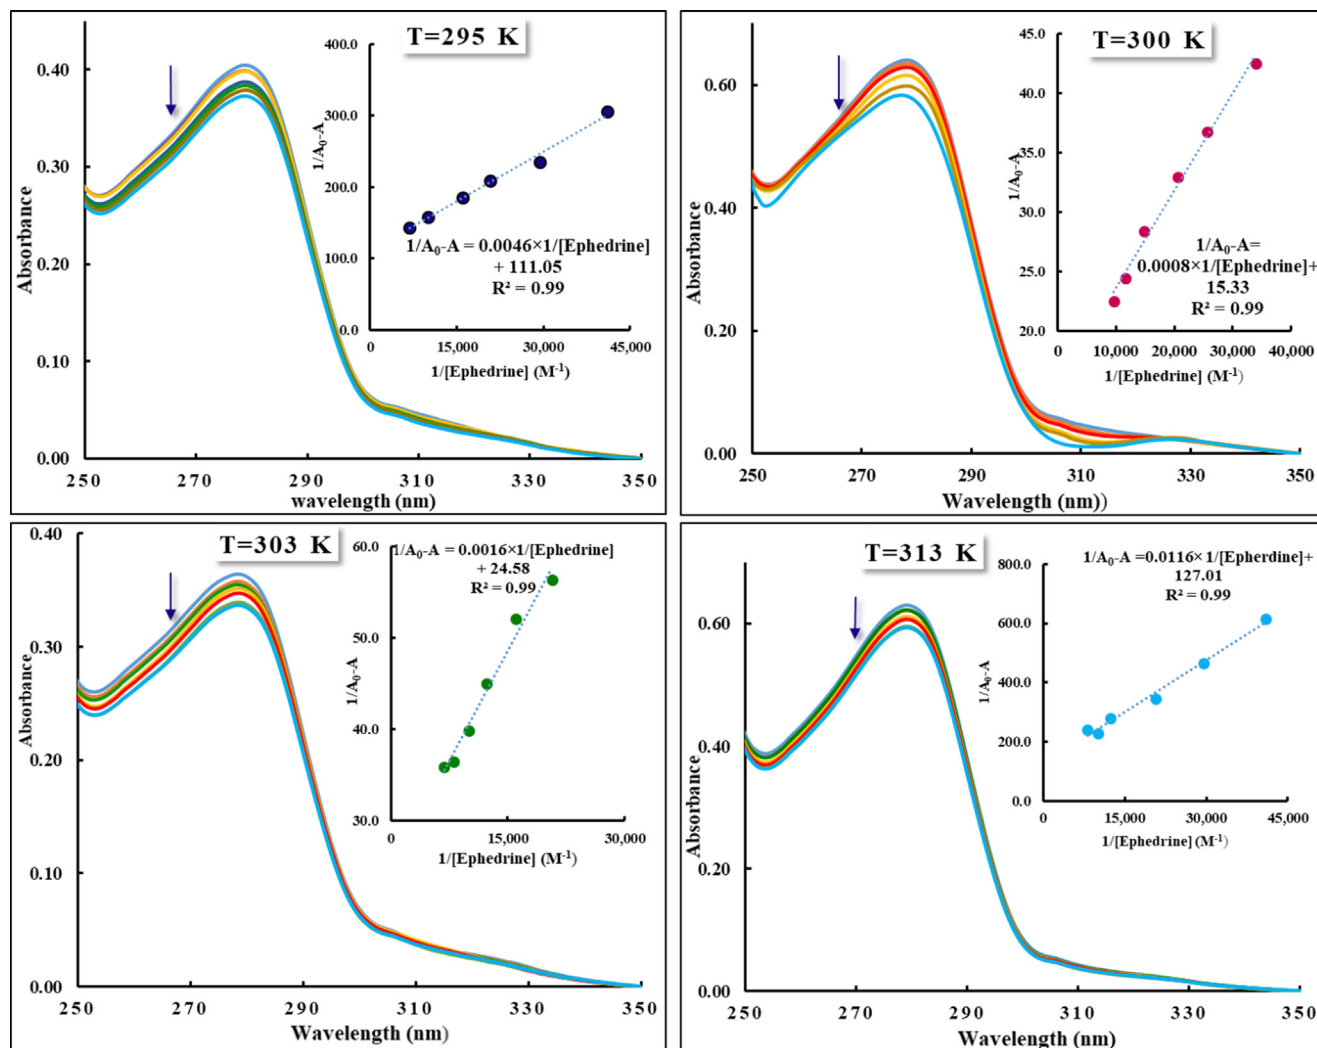 T=295 K
0.40
0.30
0.20
0.10
0.00
Absorbance
250
270
290
310
330
350
wavelength (nm)
400.0
300.0
200.0
100.0
0.0
1/A₀-A
1/A₀-A = 0.0046×1/[Ephedrine]
+ 111.05
R² = 0.99
0
15,000
30,000
45,000
1/[Ephedrine] (M⁻¹)
T=300 K
0.60
0.40
0.20
0.00
Absorbance
250
270
290
310
330
350
Wavelength (nm))
45.0
40.0
35.0
30.0
25.0
20.0
1/A₀-A
1/A₀-A=
0.0008×1/[Ephedrine]+
15.33
R² = 0.99
0
10,000
20,000
30,000
40,000
1/[Ephedrine] (M⁻¹)
T=303 K
0.40
0.30
0.20
0.10
0.00
Absorbance
250
270
290
310
330
350
Wavelength (nm)
60.0
50.0
40.0
30.0
1/A₀-A
1/A₀-A = 0.0016×1/[Ephedrine]
+ 24.58
R² = 0.99
0
15,000
30,000
1/[Ephedrine] (M⁻¹)
T=313 K
0.60
0.40
0.20
0.00
Absorbance
250
270
290
310
330
350
Wavelength (nm)
800.0
600.0
400.0
200.0
0.0
1/A₀-A
1/A₀-A =0.0116×1/[Epherdine]+
127.01
R² = 0.99
0
15,000
30,000
45,000
1/[Ephedrine] (M⁻¹)